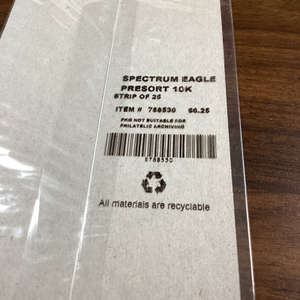 SPECTRUM EAGLE
PRESORT 10K
STRIP OF 25
ITEM # 788530 $6.25
PKG NOT SUITABLE FOR
PHILATELIC ARCHIVING
5788530
All materials are recyclable